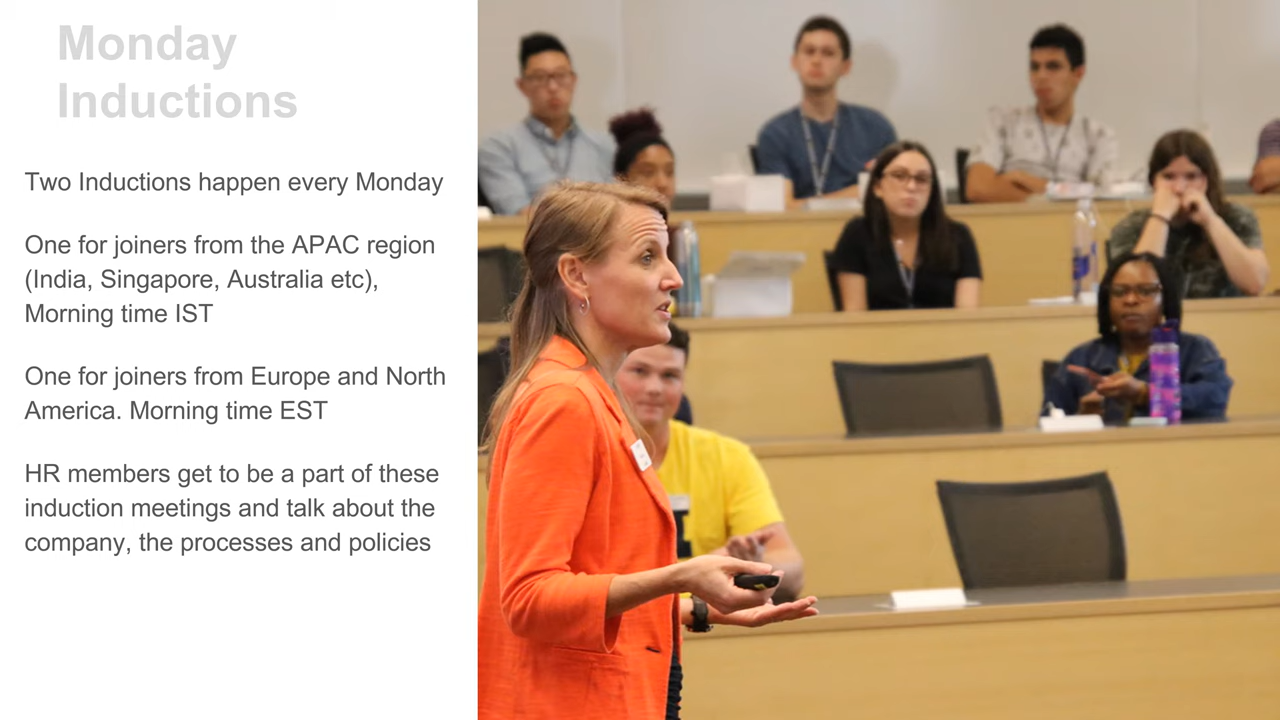 Monday
Inductions
Two Inductions happen every Monday
One for joiners from the APAC region
(India, Singapore, Australia etc),
Morning time IST
One for joiners from Europe and North
America. Morning time EST
HR members get to be a part of these
induction meetings and talk about the
company, the processes and policies